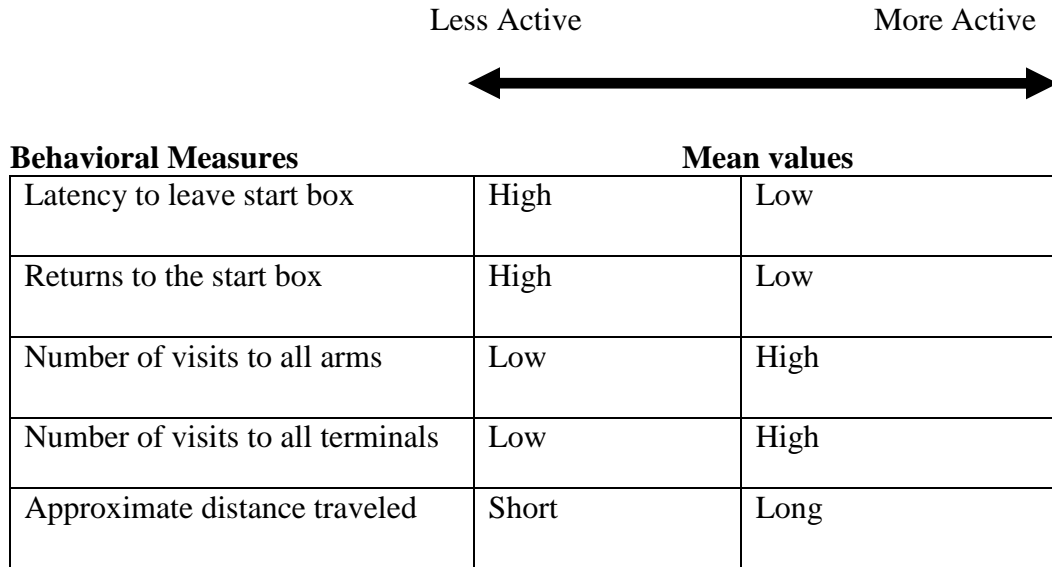 Less Active More Active
Behavioral Measures Mean values
Latency to leave start box High Low
Returns to the start box High Low
Number of visits to all arms Low High
Number of visits to all terminals Low High
Approximate distance traveled Short Long